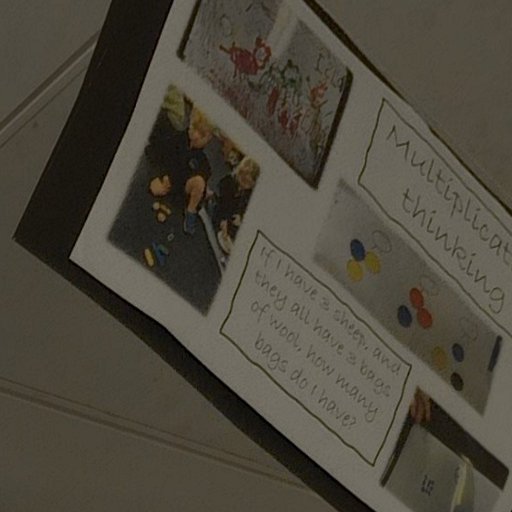 Multiplicat
thinking
If I have 3 sheep, and
they all have 3 bags
of wool, how many
bags do I have?